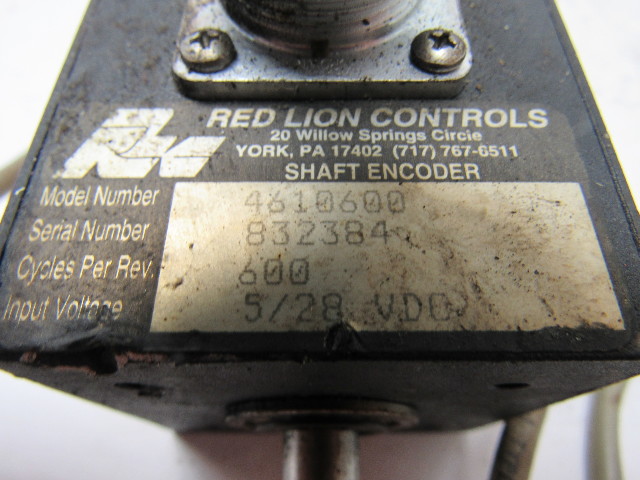 RED LION CONTROLS
20 Willow Springs Circle
YORK, PA 17402 (717) 767-6511
SHAFT ENCODER
Model Number 4610600
Serial Number 832384
Cycles Per Rev. 600
Input Voltage 5/28 VDC